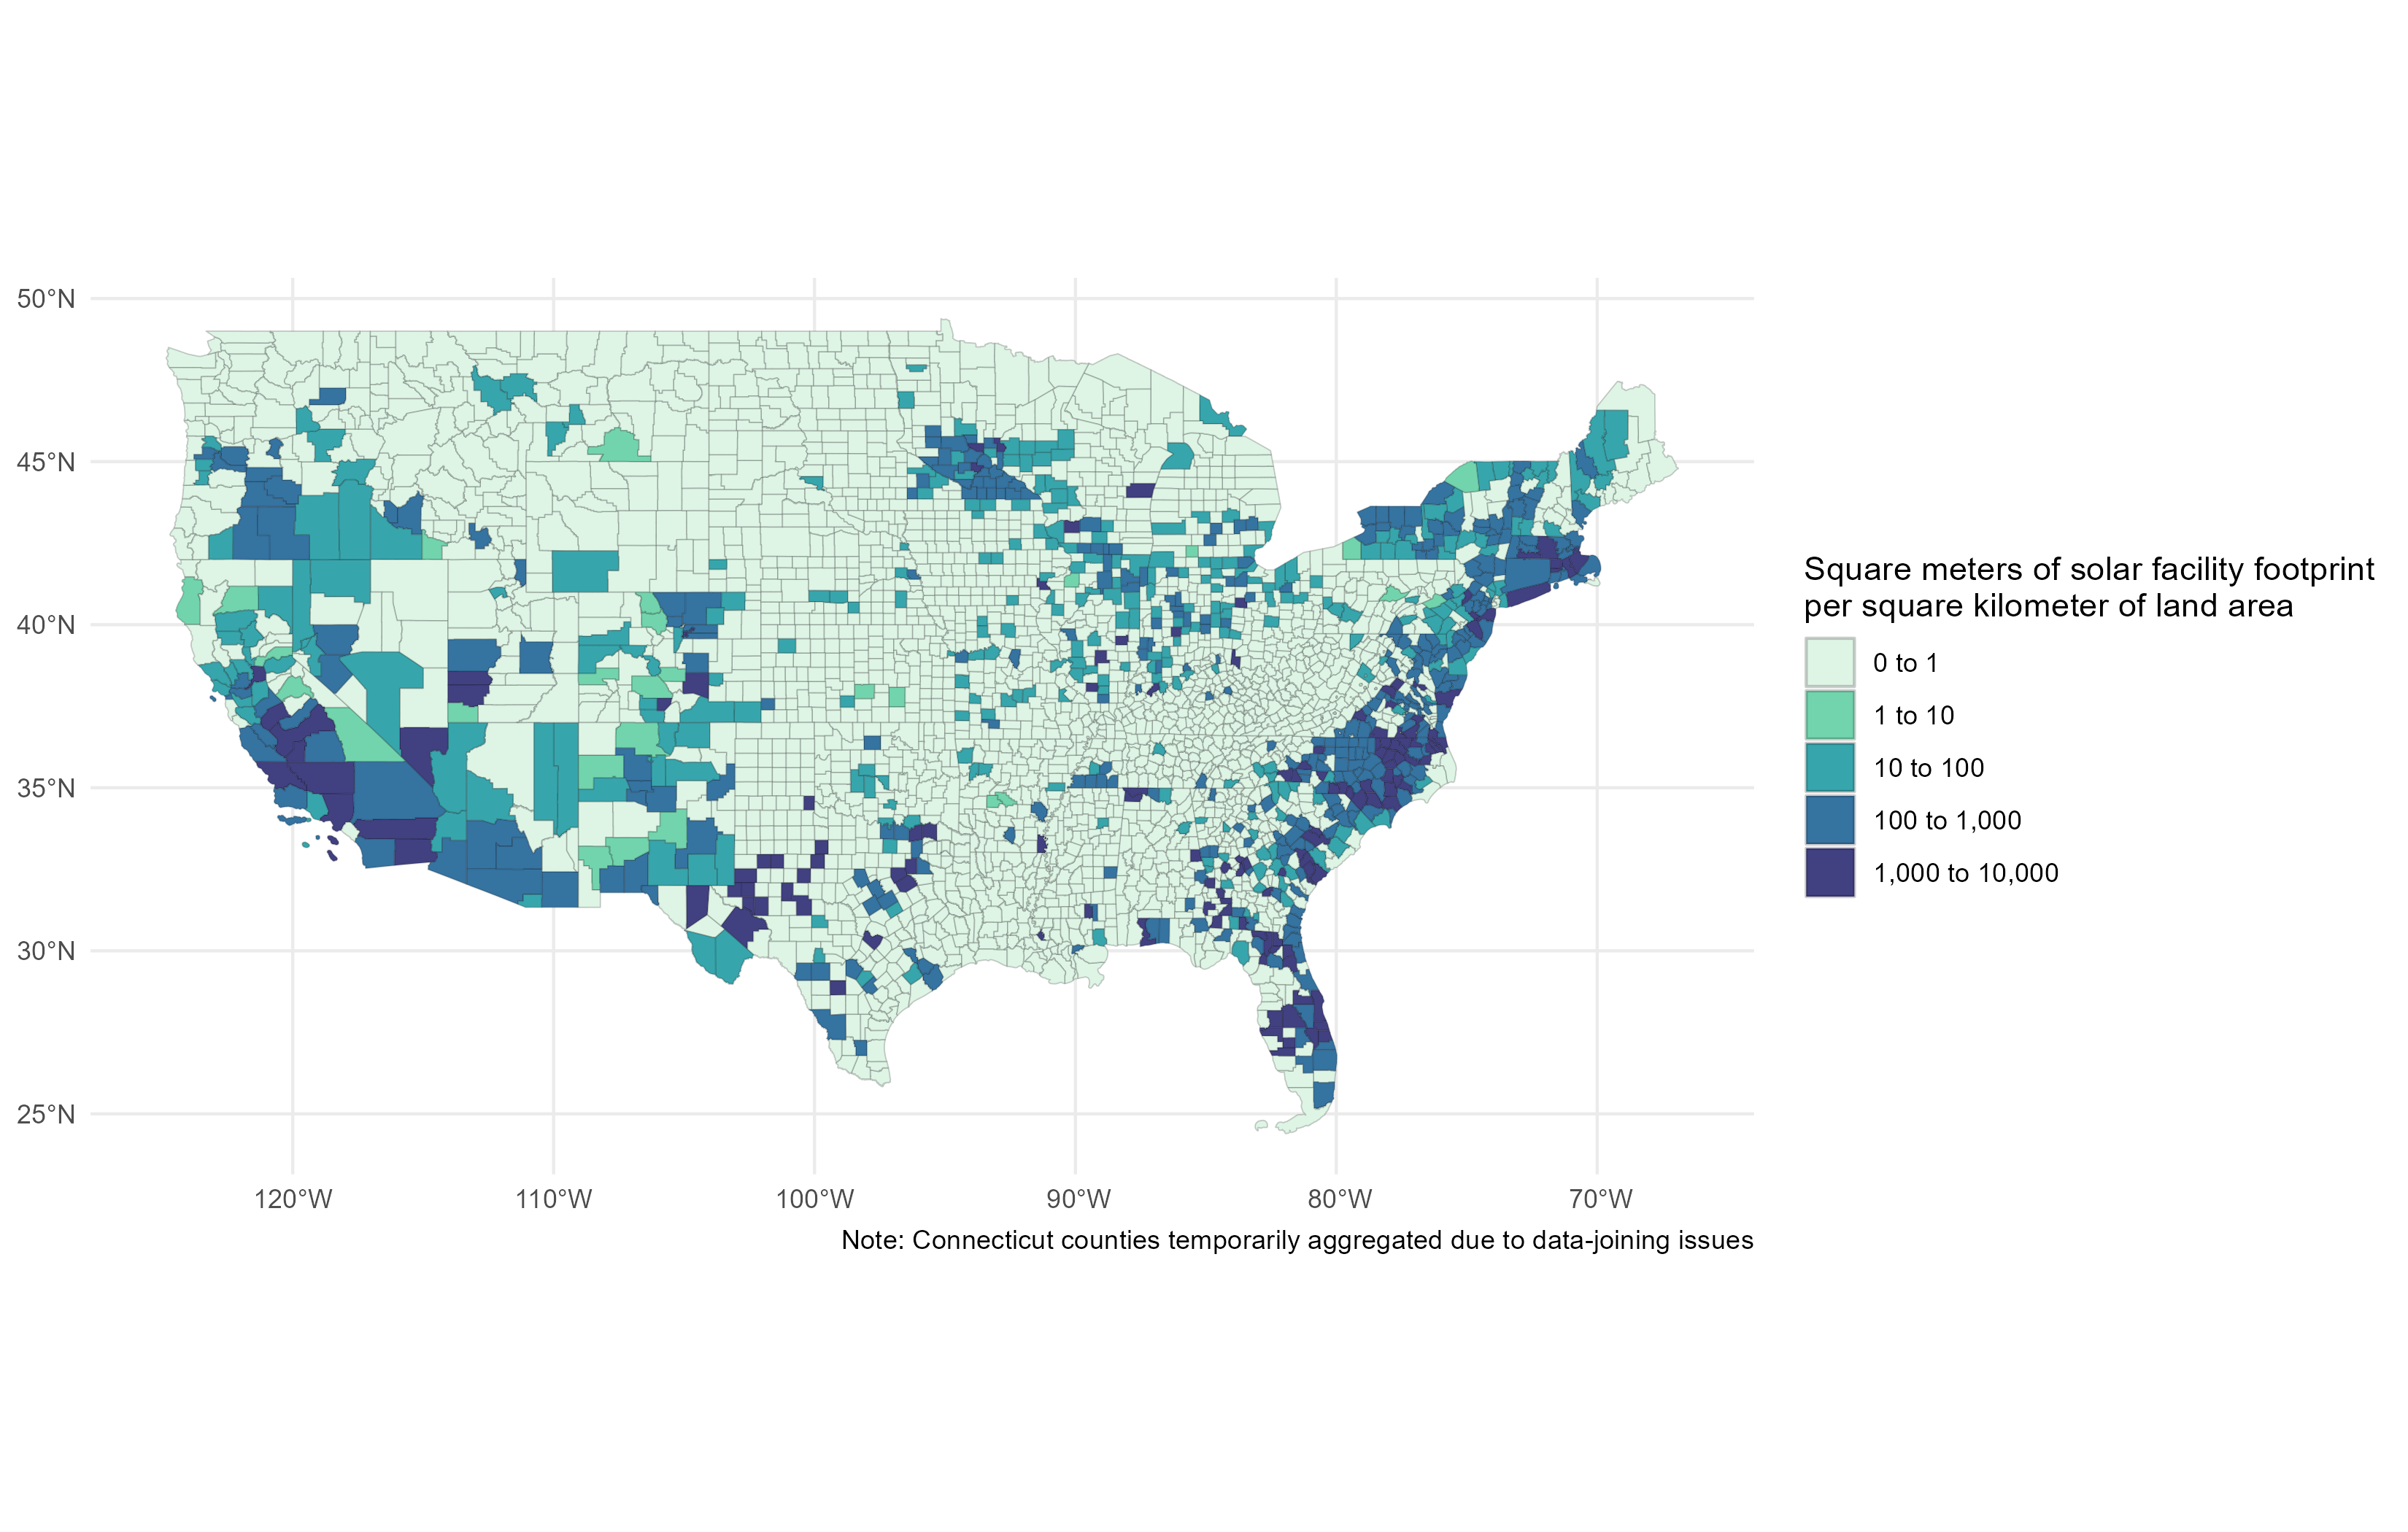 50°N
45°N
40°N
35°N
30°N
25°N
120°W 110°W 100°W 90°W 80°W 70°W
Note: Connecticut counties temporarily aggregated due to data-joining issues
Square meters of solar facility footprint
per square kilometer of land area
0 to 1
1 to 10
10 to 100
100 to 1,000
1,000 to 10,000